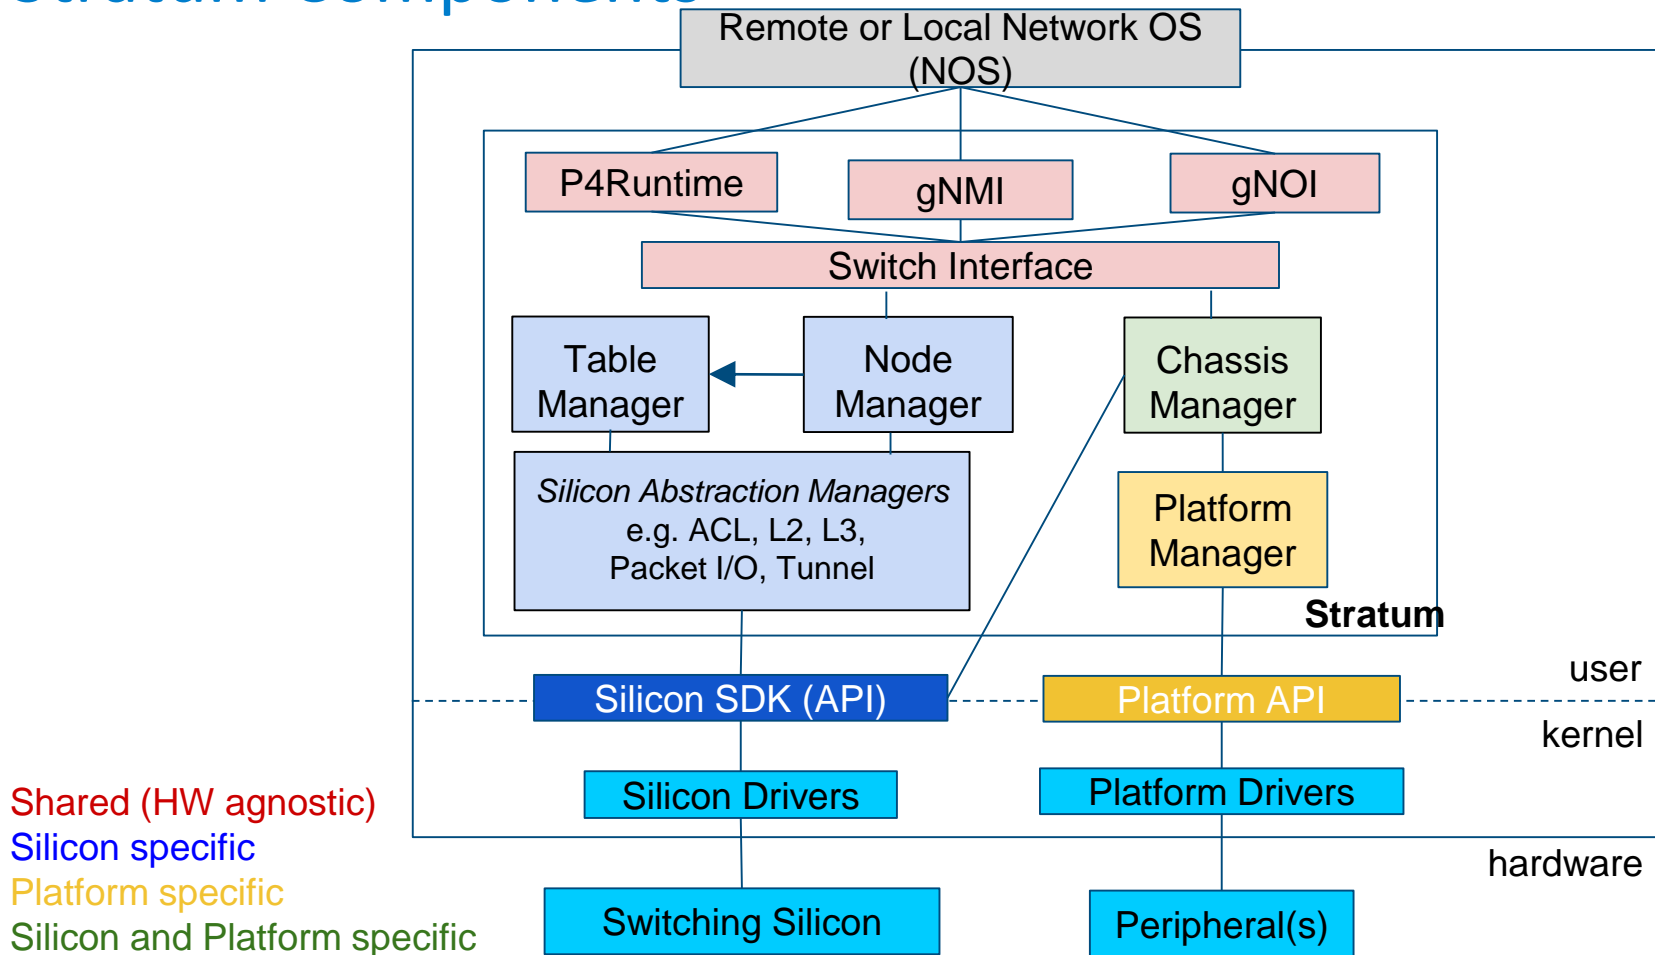 Stratum Components
Remote or Local Network OS
(NOS)
P4Runtime
gNMI
gNOI
Switch Interface
Table
Manager
Node
Manager
Chassis
Manager
Silicon Abstraction Managers
e.g. ACL, L2, L3,
Packet I/O, Tunnel
Platform
Manager
Stratum
user
Silicon SDK (API)
Platform API
kernel
Silicon Drivers
Platform Drivers
Shared (HW agnostic)
Silicon specific
Platform specific
Silicon and Platform specific
hardware
Switching Silicon
Peripheral(s)